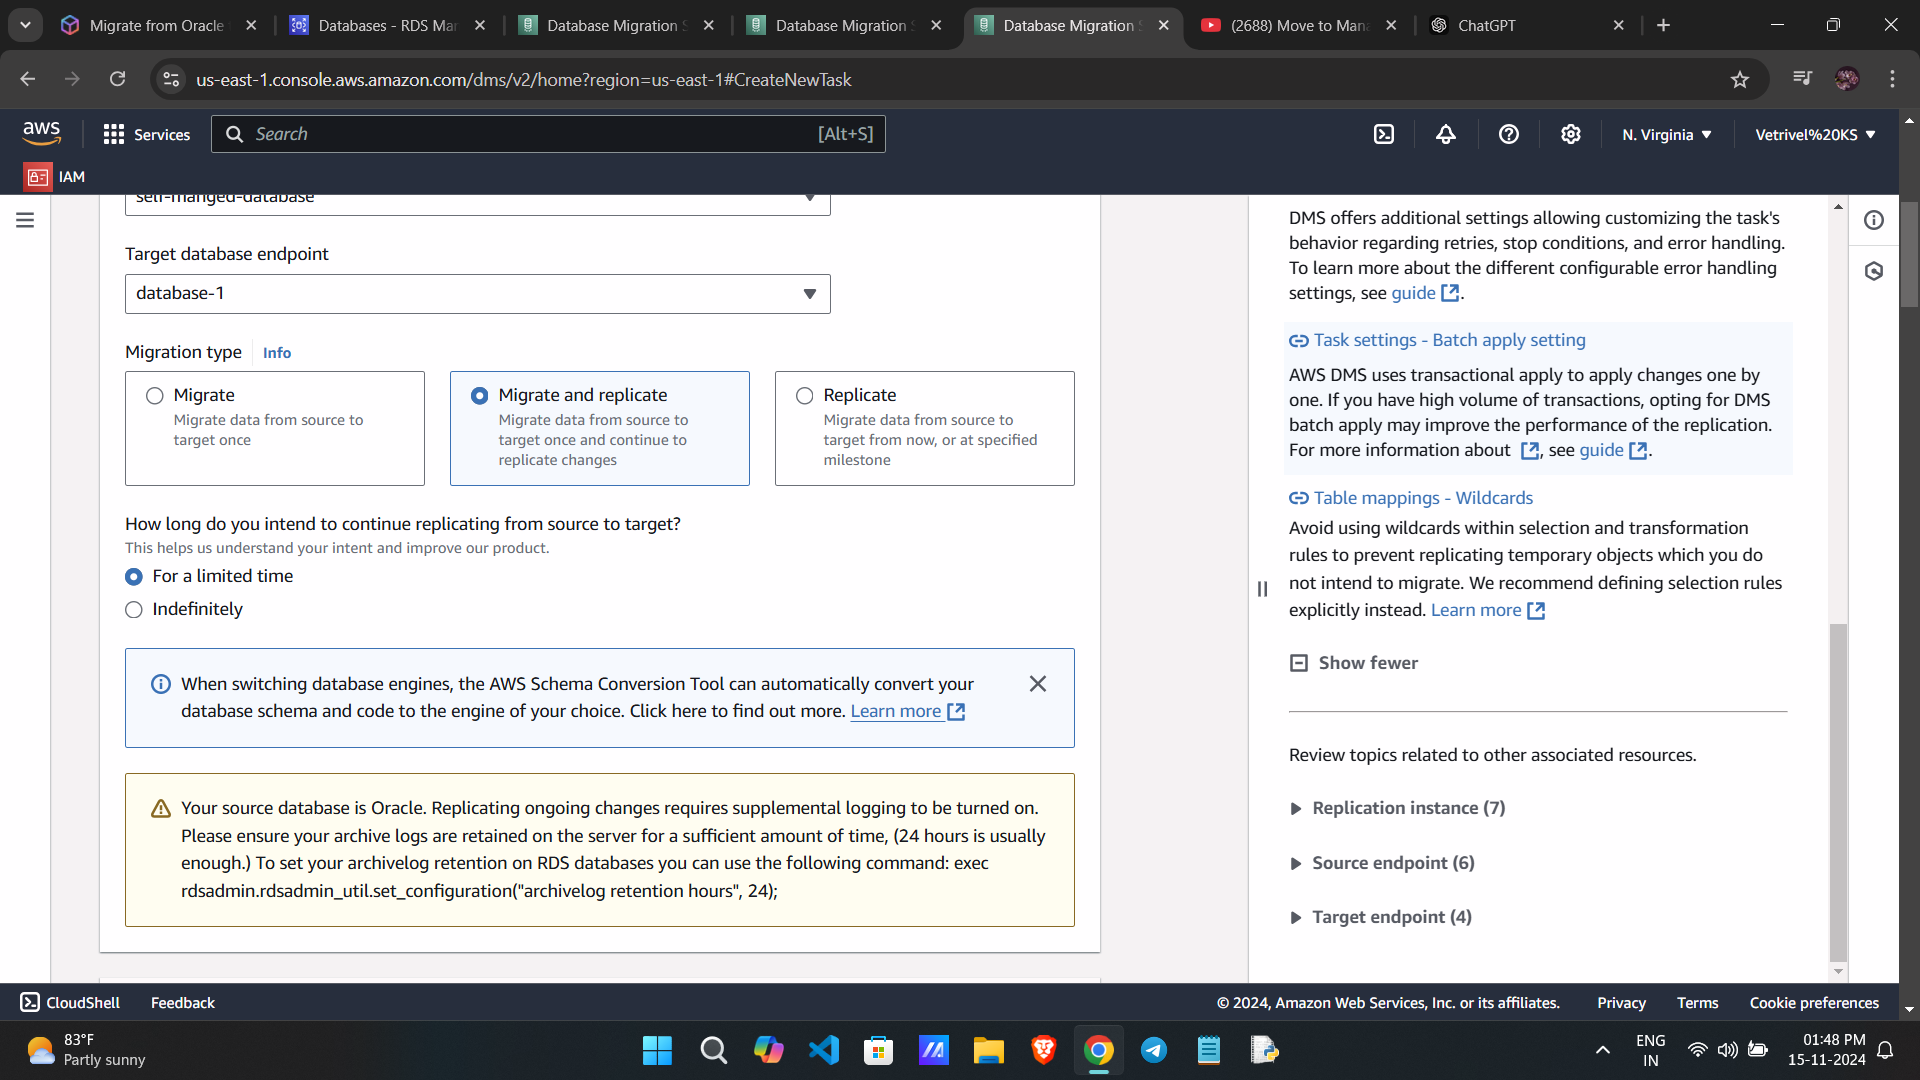 Migrate from Oracle
Databases - RDS Man
Database Migration S
Database Migration S
Database Migration S
(2688) Move to Mana
ChatGPT
us-east-1.console.aws.amazon.com/dms/v2/home?region=us-east-1#CreateNewTask
aws
Services
Search
[Alt+S]
N. Virginia
Vetrivel%20KS
IAM
self-manged-database
Target database endpoint
database-1
Migration type
Info
Migrate
Migrate data from source to
target once
Migrate and replicate
Migrate data from source to
target once and continue to
replicate changes
Replicate
Migrate data from source to
target from now, or at specified
milestone
How long do you intend to continue replicating from source to target?
This helps us understand your intent and improve our product.
For a limited time
Indefinitely
When switching database engines, the AWS Schema Conversion Tool can automatically convert your
database schema and code to the engine of your choice. Click here to find out more. Learn more
Your source database is Oracle. Replicating ongoing changes requires supplemental logging to be turned on.
Please ensure your archive logs are retained on the server for a sufficient amount of time, (24 hours is usually
enough.) To set your archivelog retention on RDS databases you can use the following command: exec
rdsadmin.rdsadmin_util.set_configuration("archivelog retention hours", 24);
DMS offers additional settings allowing customizing the task's
behavior regarding retries, stop conditions, and error handling.
To learn more about the different configurable error handling
settings, see guide.
Task settings - Batch apply setting
AWS DMS uses transactional apply to apply changes one by
one. If you have high volume of transactions, opting for DMS
batch apply may improve the performance of the replication.
For more information about , see guide.
Table mappings - Wildcards
Avoid using wildcards within selection and transformation
rules to prevent replicating temporary objects which you do
not intend to migrate. We recommend defining selection rules
explicitly instead. Learn more
Show fewer
Review topics related to other associated resources.
Replication instance (7)
Source endpoint (6)
Target endpoint (4)
CloudShell
Feedback
© 2024, Amazon Web Services, Inc. or its affiliates.
Privacy
Terms
Cookie preferences
83°F
Partly sunny
ENG
IN
01:48 PM
15-11-2024